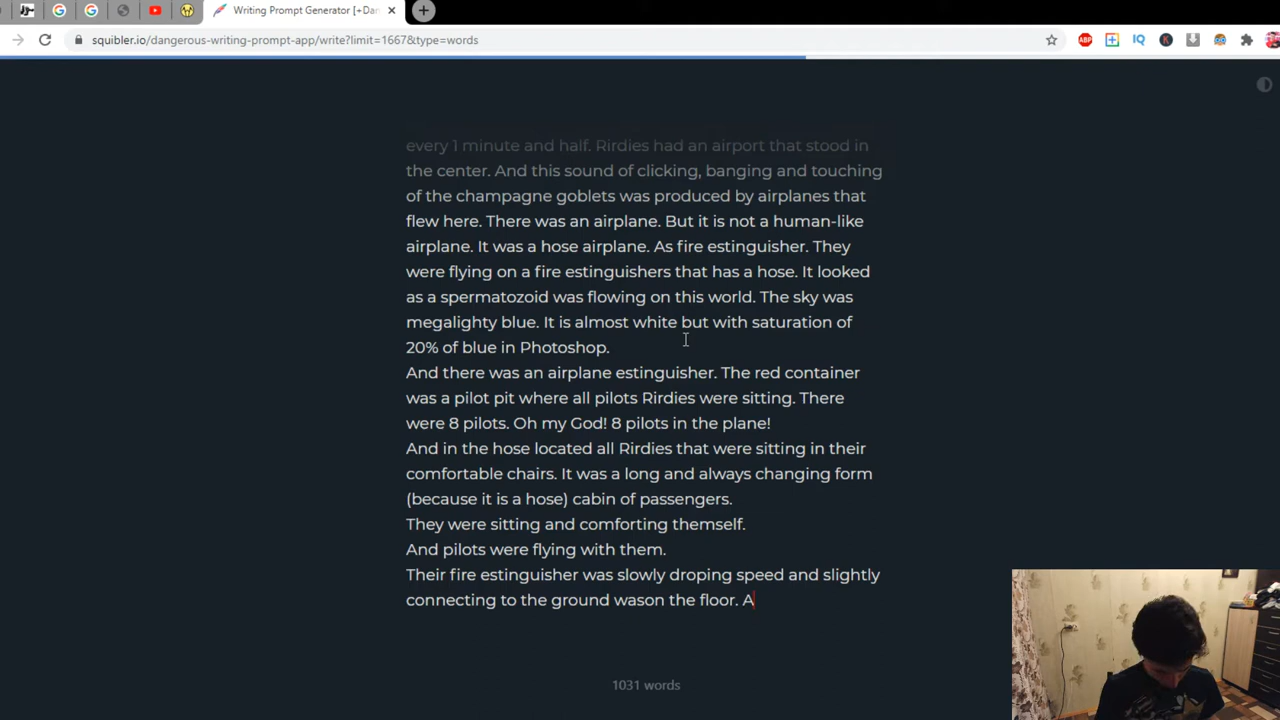 Writing Prompt Generator [+Dan
squibler.io/dangerous-writing-prompt-app/write?limit=1667&type=words
ABP
IQ
K
every 1 minute and half. Rirdies had an airport that stood in
the center. And this sound of clicking, banging and touching
of the champagne goblets was produced by airplanes that
flew here. There was an airplane. But it is not a human-like
airplane. It was a hose airplane. As fire estinguisher. They
were flying on a fire estinguishers that has a hose. It looked
as a spermatozoid was flowing on this world. The sky was
megalighty blue. It is almost white but with saturation of
20% of blue in Photoshop.
And there was an airplane estinguisher. The red container
was a pilot pit where all pilots Rirdies were sitting. There
were 8 pilots. Oh my God! 8 pilots in the plane!
And in the hose located all Rirdies that were sitting in their
comfortable chairs. It was a long and always changing form
(because it is a hose) cabin of passengers.
They were sitting and comforting themself.
And pilots were flying with them.
Their fire estinguisher was slowly droping speed and slightly
connecting to the ground wason the floor. A
1031 words